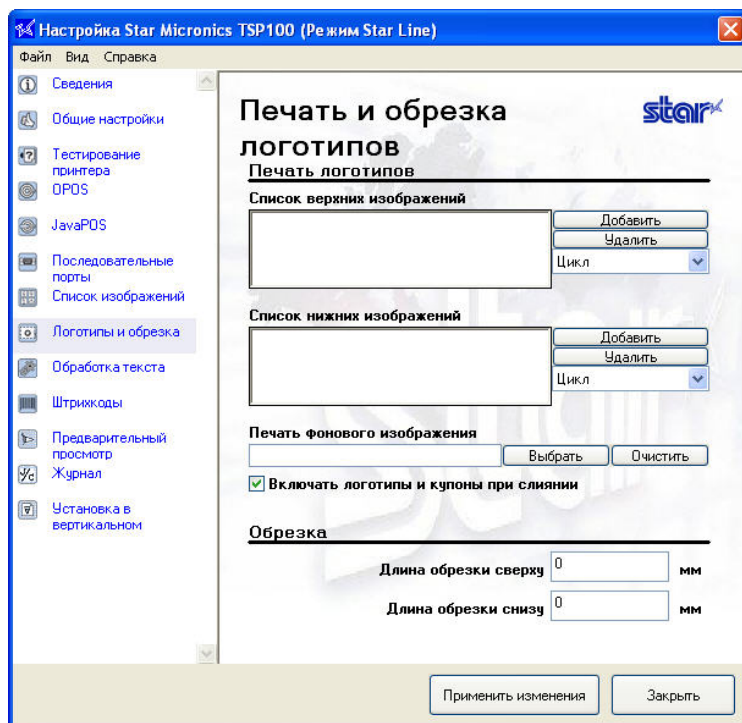 Настройка Star Micronics TSP100 (Режим Star Line)
Файл Вид Справка
Сведения
Общие настройки
Тестирование
принтера
OPOS
JavaPOS
Последовательные
порты
Список изображений
Логотипы и обрезка
Обработка текста
Штрихкоды
Предварительный
просмотр
Журнал
Установка в
вертикальном
Печать и обрезка
логотипов
star
Печать логотипов
Список верхних изображений
Добавить
Удалить
Цикл
Список нижних изображений
Добавить
Удалить
Цикл
Печать фонового изображения
Выбрать Очистить
Включать логотипы и купоны при слиянии
Обрезка
Длина обрезки сверху 0 мм
Длина обрезки снизу 0 мм
Применить изменения Закрыть